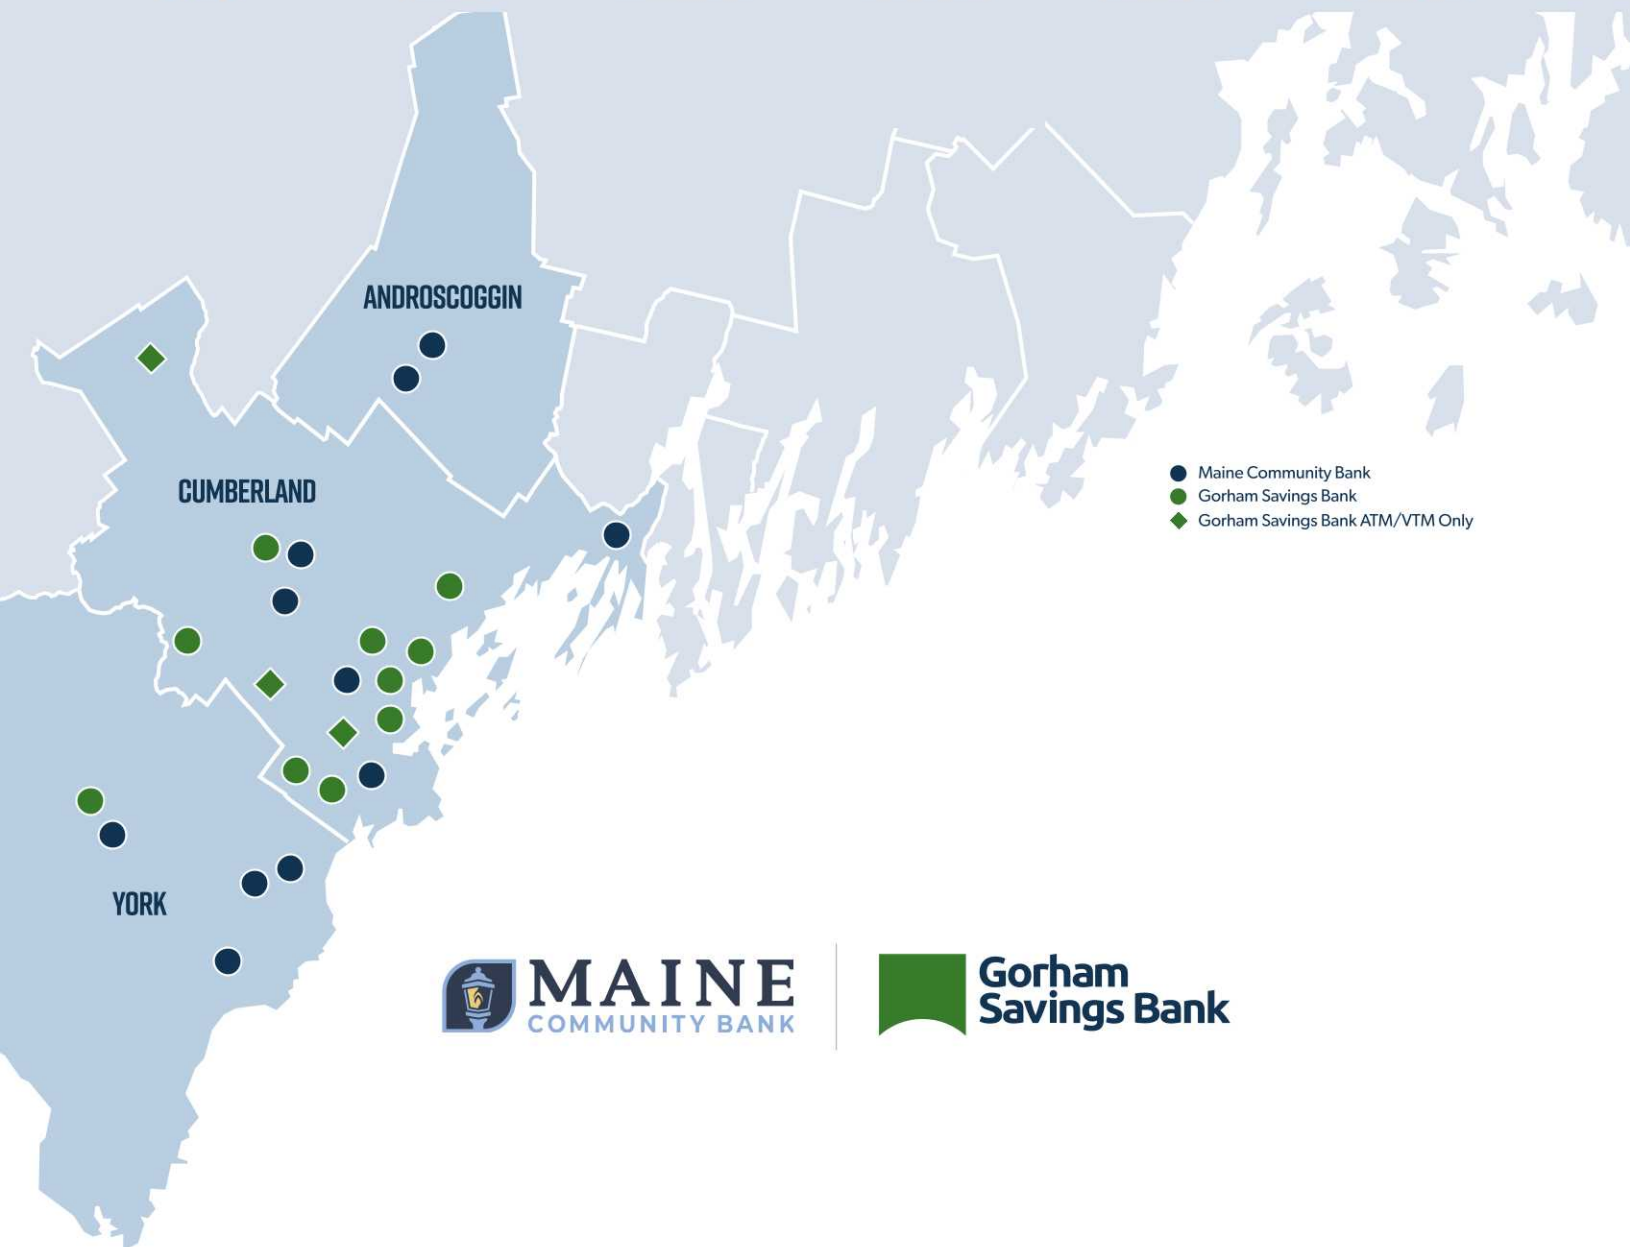 ANDROSCOGGIN
CUMBERLAND
Maine Community Bank
Gorham Savings Bank
Gorham Savings Bank ATM/VTM Only
YORK
MAINE
COMMUNITY BANK
Gorham
Savings Bank